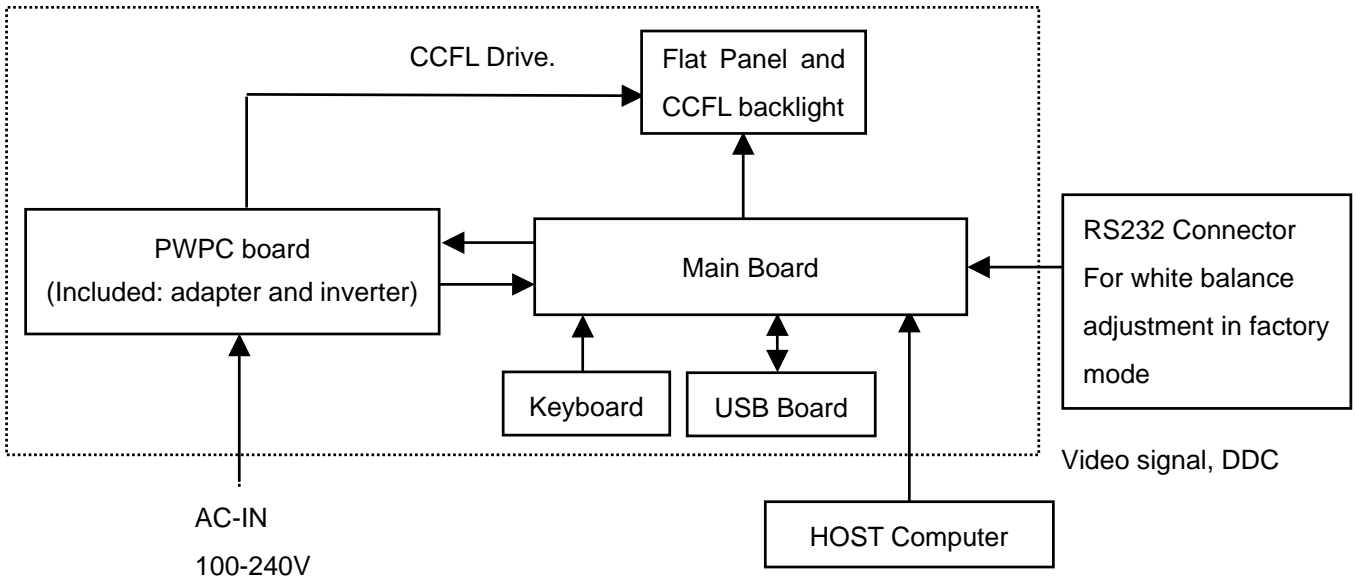 CCFL Drive.
Flat Panel and
CCFL backlight
PWPC board
(Included: adapter and inverter)
Main Board
RS232 Connector
For white balance
adjustment in factory
mode
Keyboard
USB Board
Video signal, DDC
AC-IN
100-240V
HOST Computer